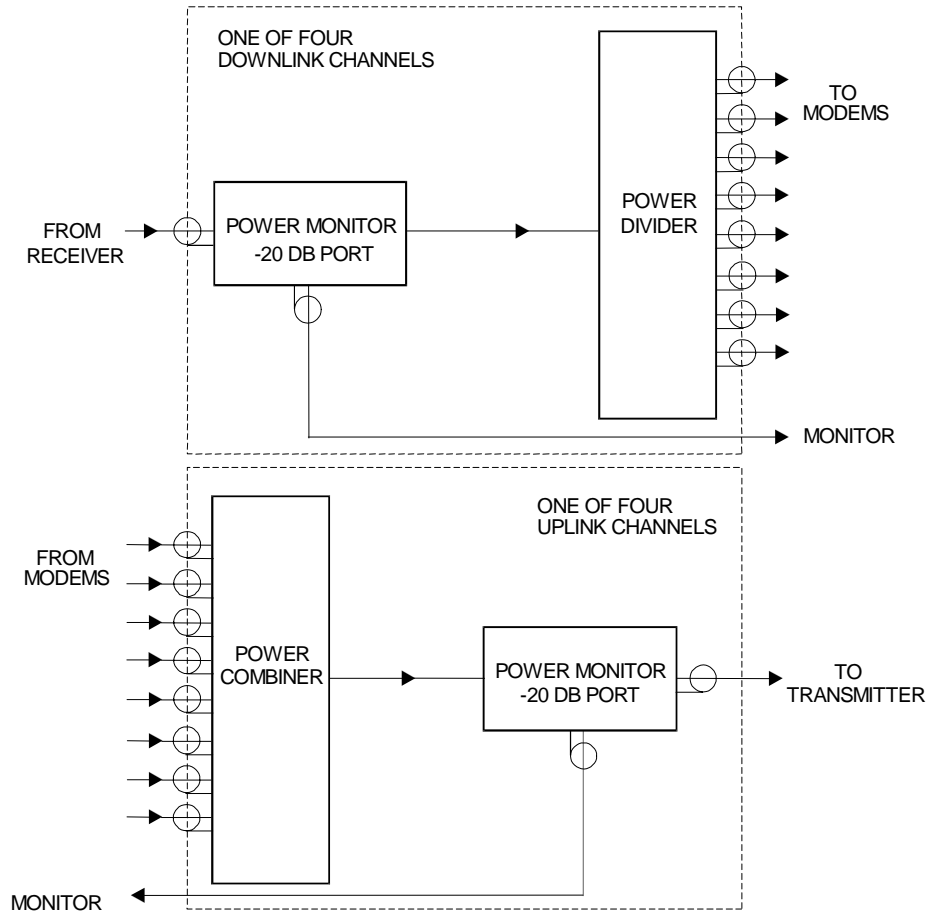 ONE OF FOUR
DOWNLINK CHANNELS
TO
MODEMS
POWER
DIVIDER
FROM
RECEIVER
POWER MONITOR
-20 DB PORT
MONITOR
ONE OF FOUR
UPLINK CHANNELS
FROM
MODEMS
POWER
COMBINER
POWER MONITOR
-20 DB PORT
TO
TRANSMITTER
MONITOR